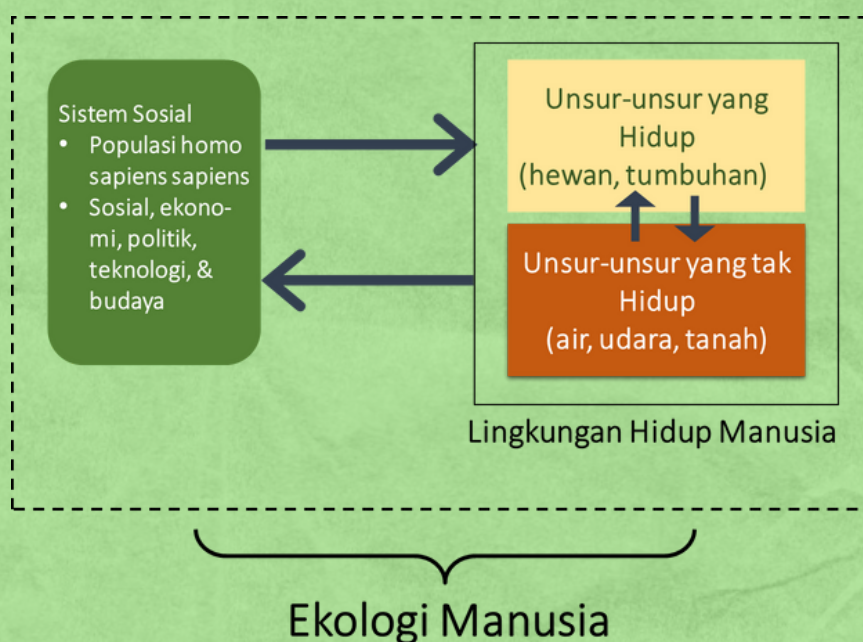 Sistem Sosial
• Populasi homo
sapiens sapiens
• Sosial, ekono-
mi, politik,
teknologi, &
budaya
Unsur-unsur yang
Hidup
(hewan, tumbuhan)
Unsur-unsur yang tak
Hidup
(air, udara, tanah)
Lingkungan Hidup Manusia
Ekologi Manusia